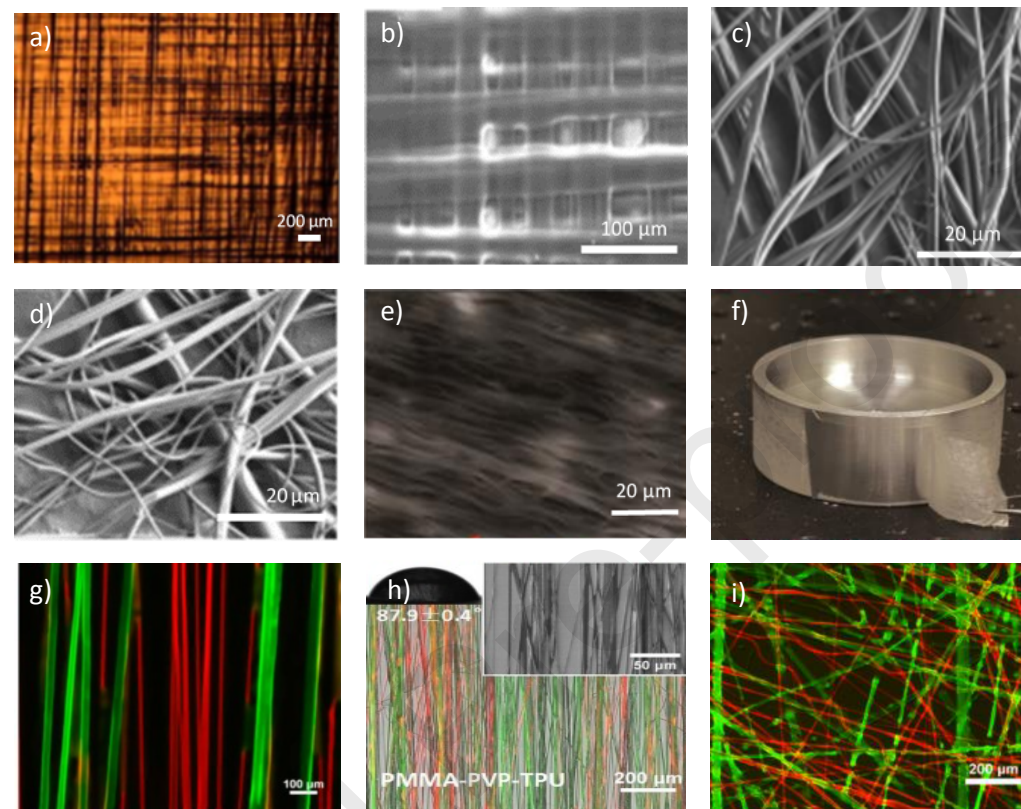 a)
200 µm
b)
100 µm
c)
20 µm
d)
20 µm
e)
20 µm
f)
g)
100 µm
h)
87.9±0.4°
50 µm
PMMA-PVP-TPU
200 µm
i)
200 µm